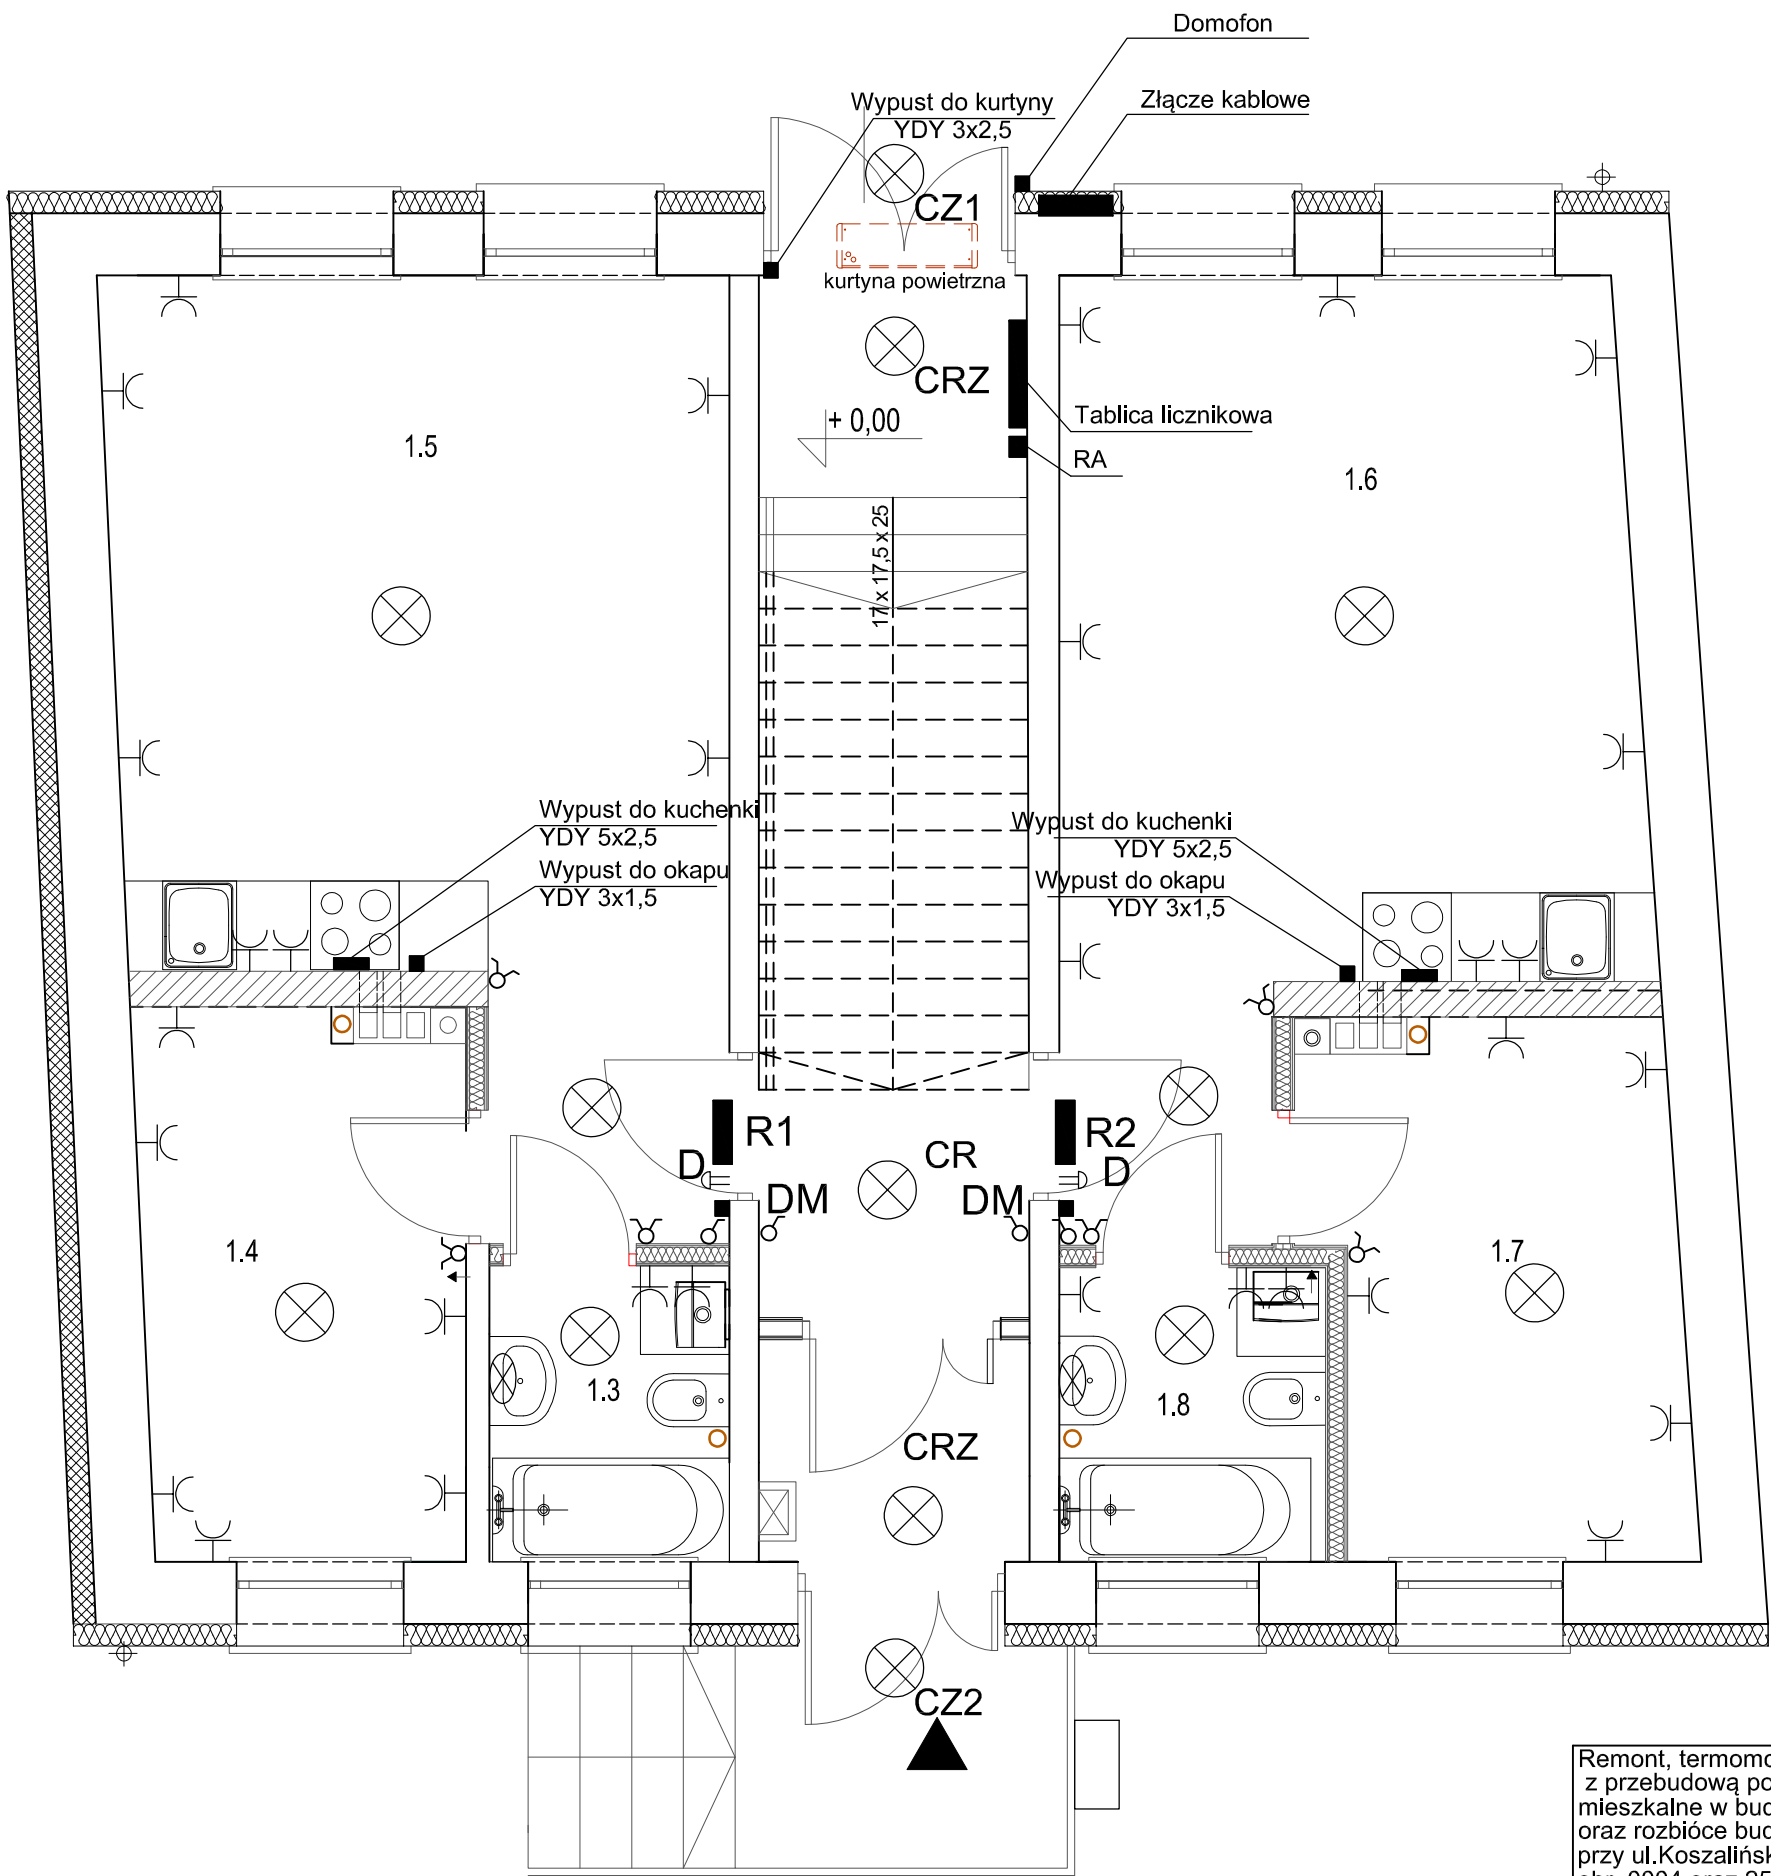 Domofon
Wypust do kurtyny
YDY 3x2,5
Złącze kablowe
CZ1
kurtyna powietrzna
CRZ
+ 0,00
Tablica licznikowa
RA
1.5
1.6
17 x 17,5 x 25
Wypust do kuchenki
YDY 5x2,5
Wypust do okapu
YDY 3x1,5
Wypust do kuchenki
YDY 5x2,5
Wypust do okapu
YDY 3x1,5
R1
R2
CR
D
D
DM
DM
1.4
1.7
1.3
1.8
CRZ
CZ2
Remont, termomo
z przebudową po
mieszkalne w bud
oraz rozbióce bud
przy ul.Koszalińsk